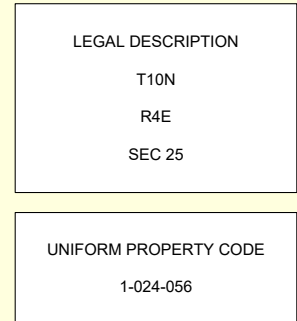 LEGAL DESCRIPTION
T10N
R4E
SEC 25
UNIFORM PROPERTY CODE
1-024-056